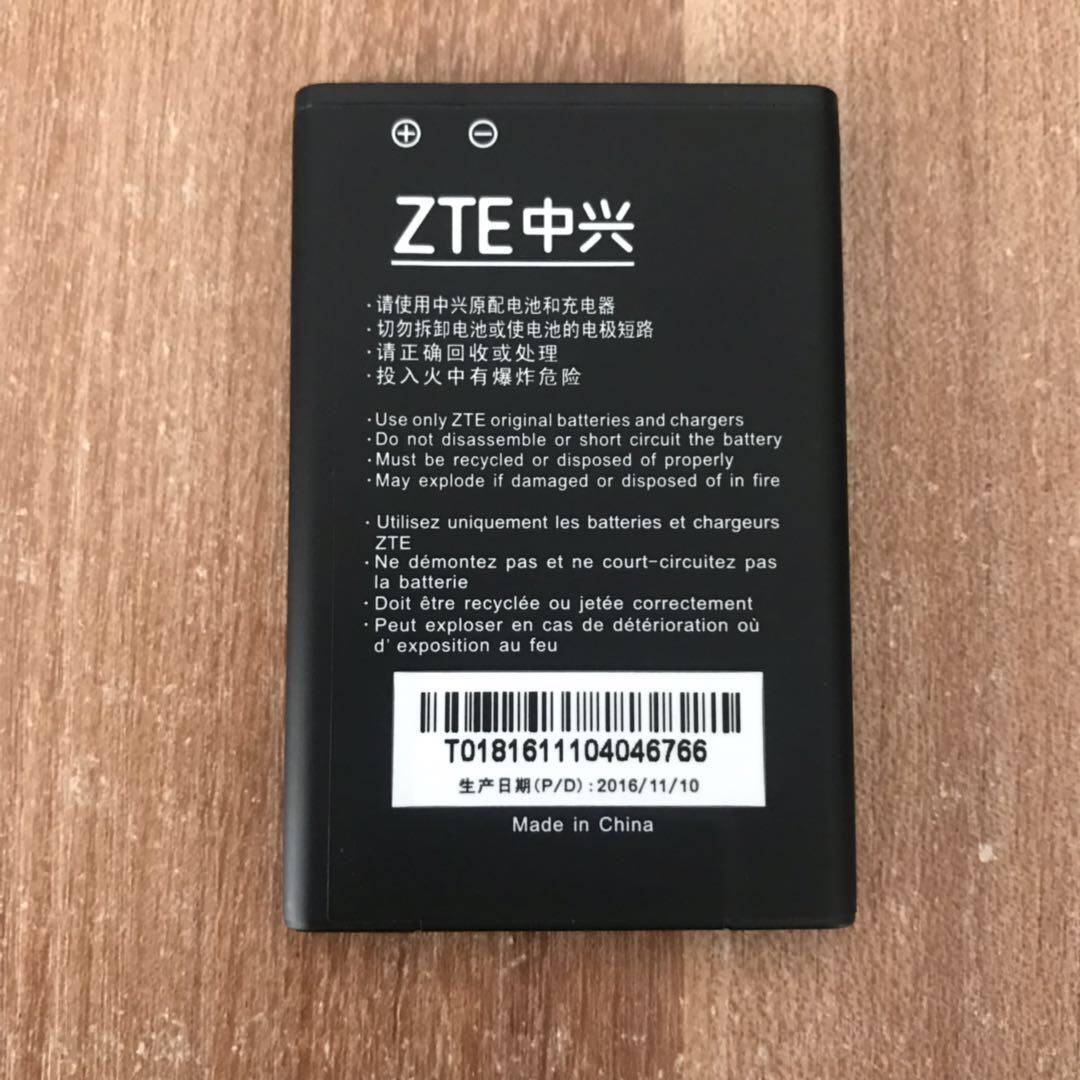 ⊕ ⊖
ZTE中兴
·请使用中兴原配电池和充电器
·切勿拆卸电池或使电池的电极短路
·请正确回收或处理
·投入火中有爆炸危险
·Use only ZTE original batteries and chargers
·Do not disassemble or short circuit the battery
·Must be recycled or disposed of properly
·May explode if damaged or disposed of in fire
·Utilisez uniquement les batteries et chargeurs
ZTE
·Ne démontez pas et ne court-circuitez pas
la batterie
·Doit être recyclée ou jetée correctement
·Peut exploser en cas de détérioration où
d' exposition au feu
T0181611104046766
生产日期(P/D):2016/11/10
Made in China